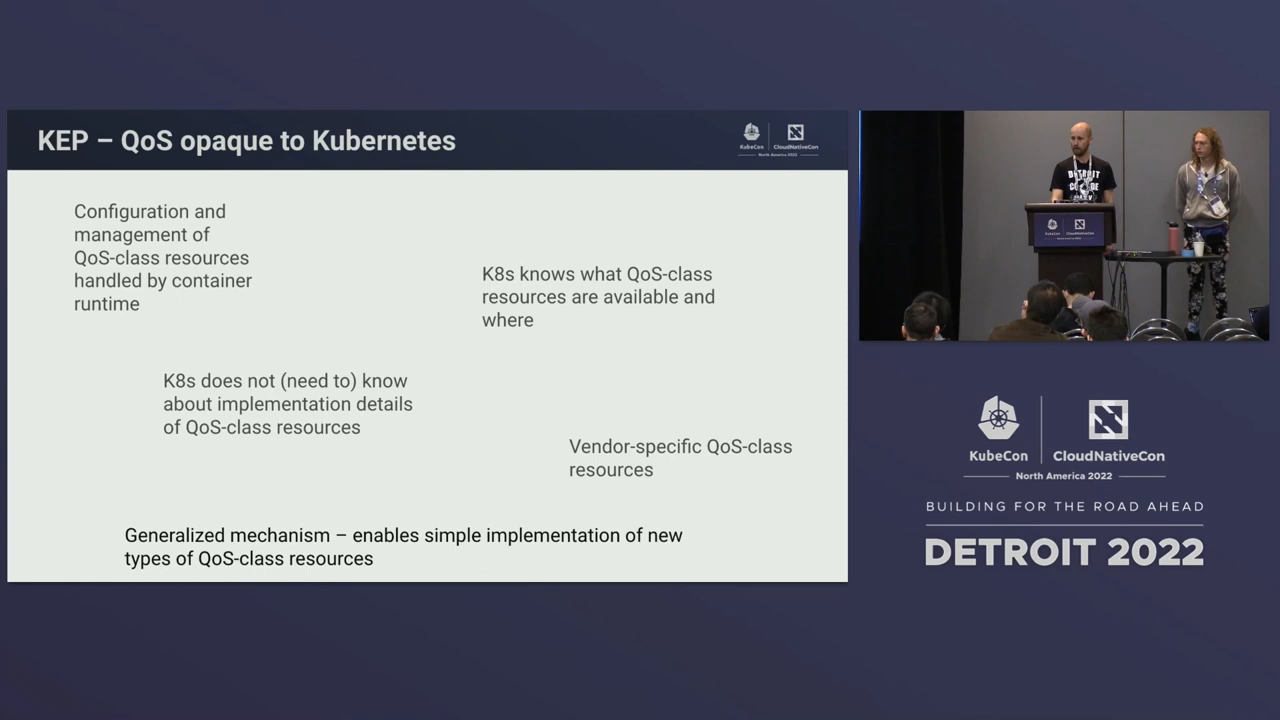 KEP – QoS opaque to Kubernetes
KubeCon
CloudNativeCon
North America 2022
Configuration and
management of
QoS-class resources
handled by container
runtime
K8s knows what QoS-class
resources are available and
where
K8s does not (need to) know
about implementation details
of QoS-class resources
Vendor-specific QoS-class
resources
Generalized mechanism – enables simple implementation of new
types of QoS-class resources
DETROIT
KubeCon
CloudNativeCon
KubeCon
CloudNativeCon
North America 2022
BUILDING FOR THE ROAD AHEAD
DETROIT 2022